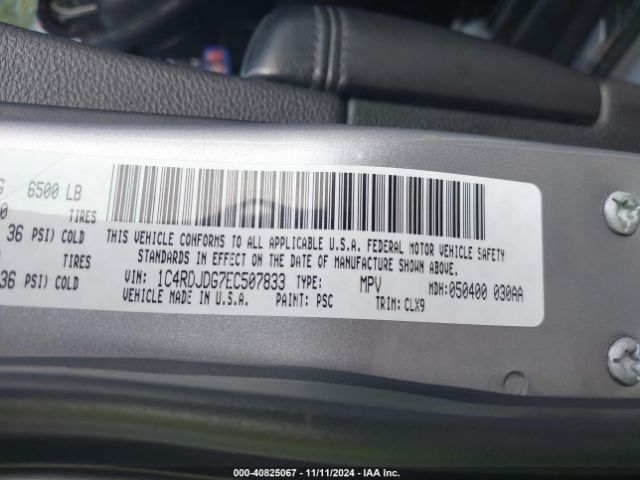 G 6500 LB
0 TIRES
36 PSI) COLD
TIRES
36 PSI) COLD
THIS VEHICLE CONFORMS TO ALL APPLICABLE U.S.A. FEDERAL MOTOR VEHICLE SAFETY
STANDARDS IN EFFECT ON THE DATE OF MANUFACTURE SHOWN ABOVE.
VIN: 1C4RDJDG7EC507833 TYPE: MPV MDH:050400 030AA
VEHICLE MADE IN U.S.A. PAINT: PSC TRIM:CLX9
000-40825067 - 11/11/2024 - IAA Inc.